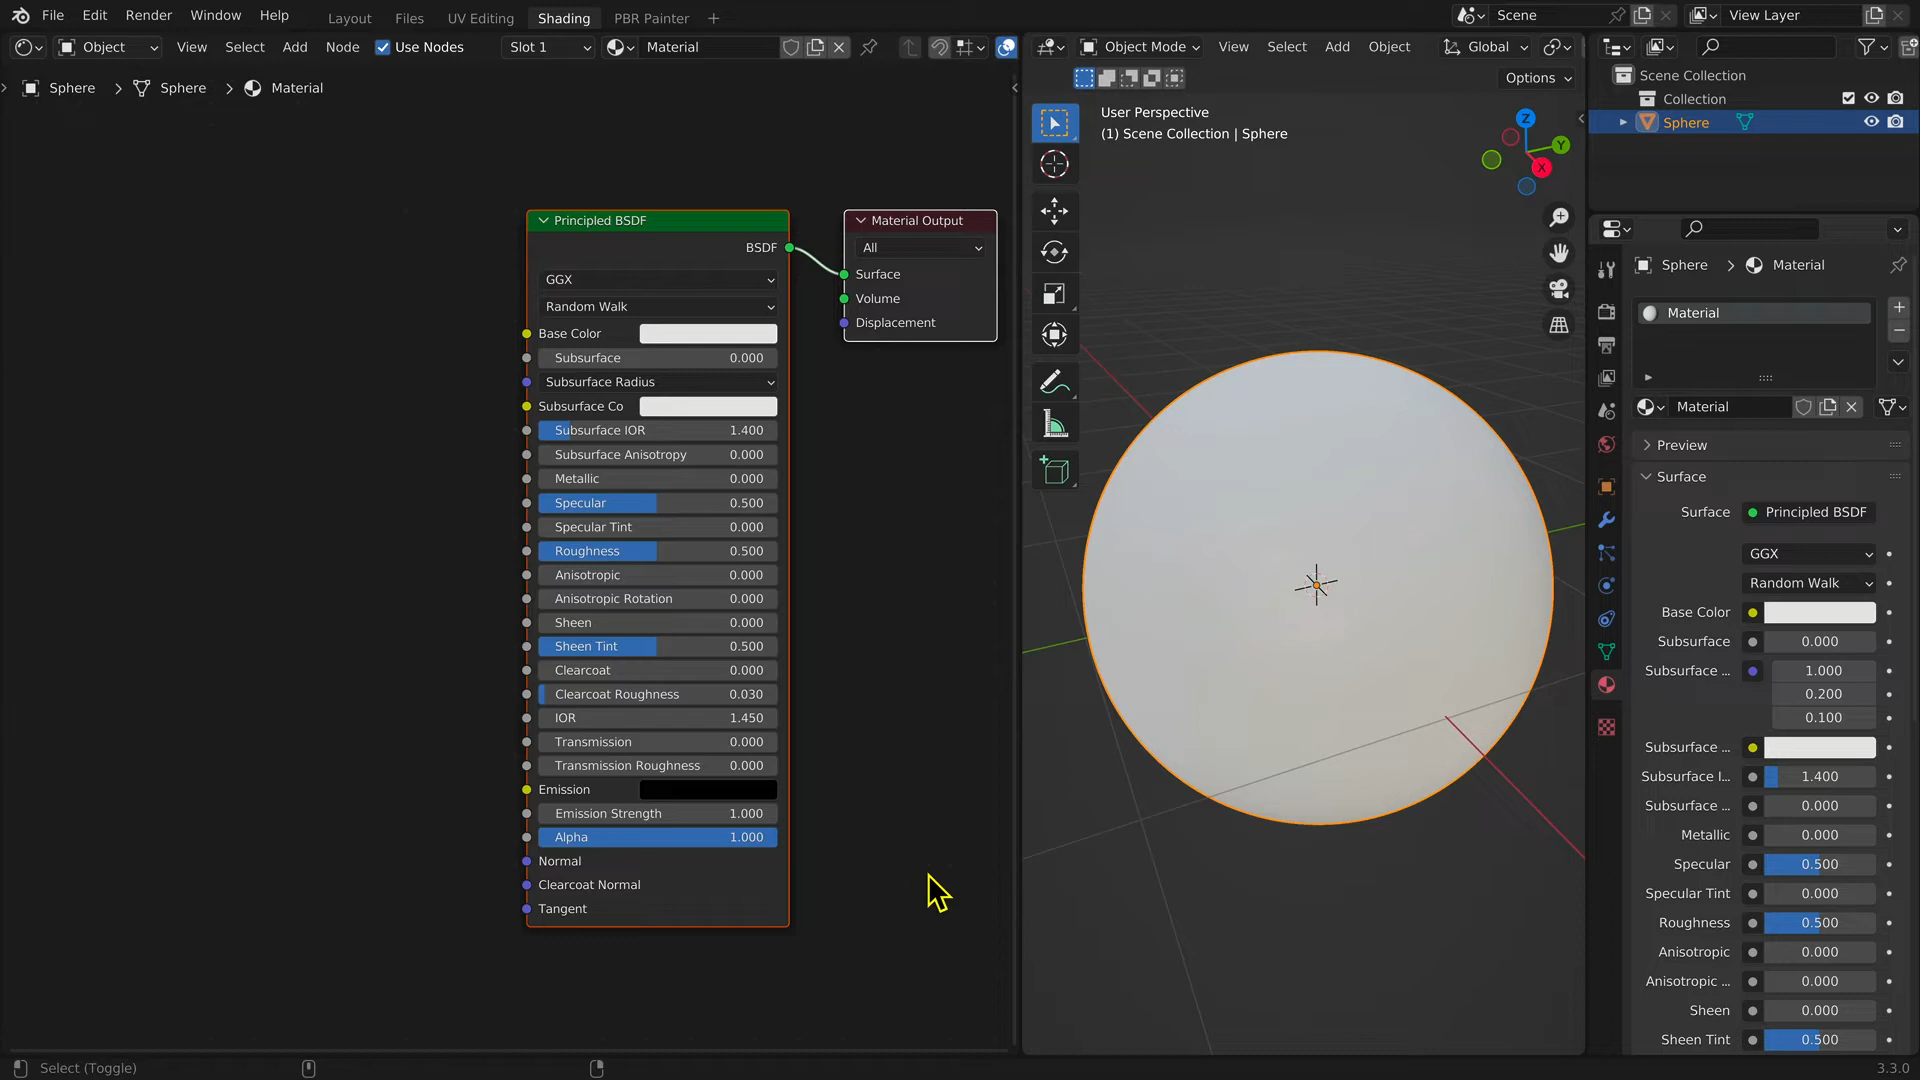 File Edit Render Window Help Layout Files UV Editing Shading PBR Painter + Scene View Layer
Object View Select Add Node Use Nodes Slot 1 Material
Object Mode View Select Add Object Global
Options
Sphere > Sphere > Material
User Perspective
(1) Scene Collection | Sphere
Z
Y
X
Principled BSDF
BSDF
GGX
Random Walk
Base Color
Subsurface 0.000
Subsurface Radius
Subsurface Co
Subsurface IOR 1.400
Subsurface Anisotropy 0.000
Metallic 0.000
Specular 0.500
Specular Tint 0.000
Roughness 0.500
Anisotropic 0.000
Anisotropic Rotation 0.000
Sheen 0.000
Sheen Tint 0.500
Clearcoat 0.000
Clearcoat Roughness 0.030
IOR 1.450
Transmission 0.000
Transmission Roughness 0.000
Emission
Emission Strength 1.000
Alpha 1.000
Normal
Clearcoat Normal
Tangent
Material Output
All
Surface
Volume
Displacement
Scene Collection
Collection
Sphere
Sphere > Material
Material
Material
Preview
Surface
Surface Principled BSDF
GGX
Random Walk
Base Color
Subsurface 0.000
Subsurface ... 1.000
0.200
0.100
Subsurface ...
Subsurface I... 1.400
Subsurface ... 0.000
Metallic 0.000
Specular 0.500
Specular Tint 0.000
Roughness 0.500
Anisotropic 0.000
Anisotropic ... 0.000
Sheen 0.000
Sheen Tint 0.500
Select (Toggle)
3.3.0